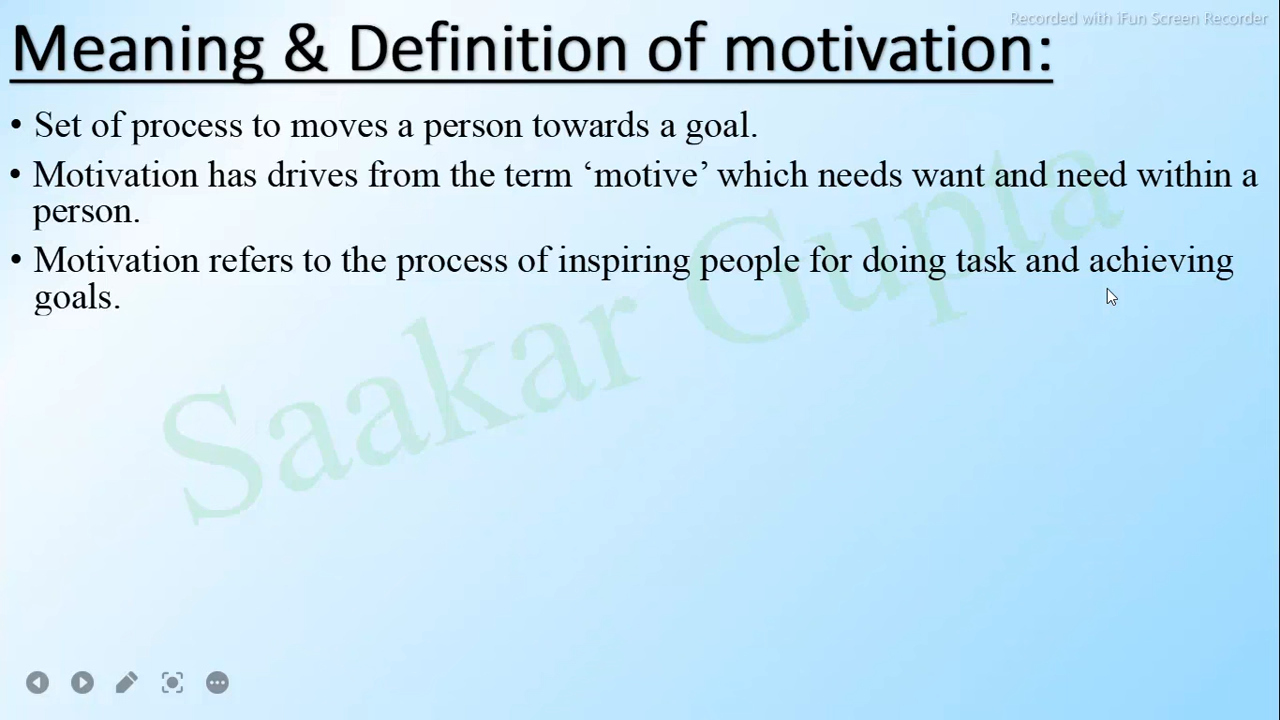 Recorded with iFun Screen Recorder
Meaning & Definition of motivation:
• Set of process to moves a person towards a goal.
• Motivation has drives from the term ‘motive’ which needs want and need within a
person.
• Motivation refers to the process of inspiring people for doing task and achieving
goals.
Saakar Gupta